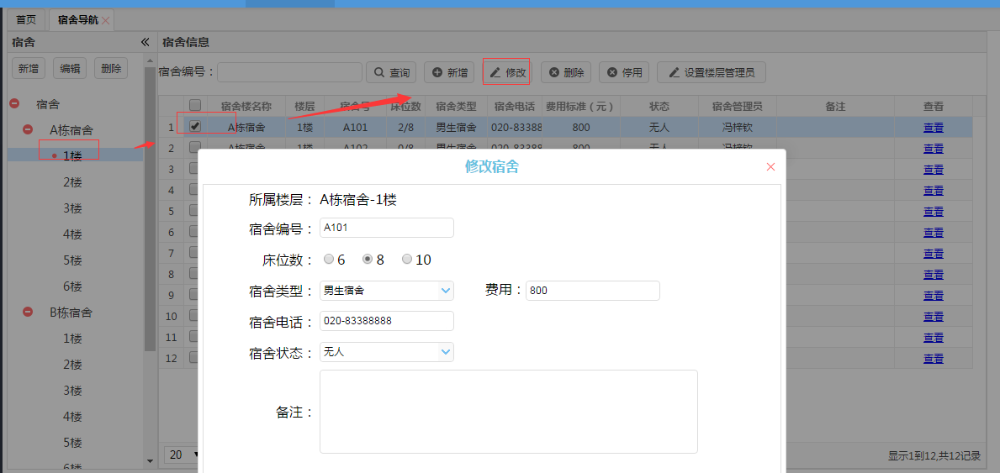 首页 宿舍导航
宿舍
新增 编辑 删除
宿舍
A栋宿舍
1楼
2楼
3楼
4楼
5楼
6楼
B栋宿舍
1楼
2楼
3楼
4楼
5楼
6楼
宿舍信息
宿舍编号： 查询 新增 修改 删除 停用 设置楼层管理员
宿舍楼名称 楼层 宿舍号 床位数 宿舍类型 宿舍电话 费用标准（元） 状态 宿舍管理员 备注 查看
1 A栋宿舍 1楼 A101 2/8 男生宿舍 020-83388 800 无人 冯梓钦 查看
2 A栋宿舍 1楼 A102 0/8 男生宿舍 020-83388 800 无人 冯梓钦 查看
3 查看
4 查看
5 查看
6 查看
7 查看
8 查看
9 查看
10 查看
11 查看
12 查看
20 显示1到12,共12记录
修改宿舍
所属楼层： A栋宿舍-1楼
宿舍编号： A101
床位数： 6 8 10
宿舍类型： 男生宿舍 费用： 800
宿舍电话： 020-83388888
宿舍状态： 无人
备注：